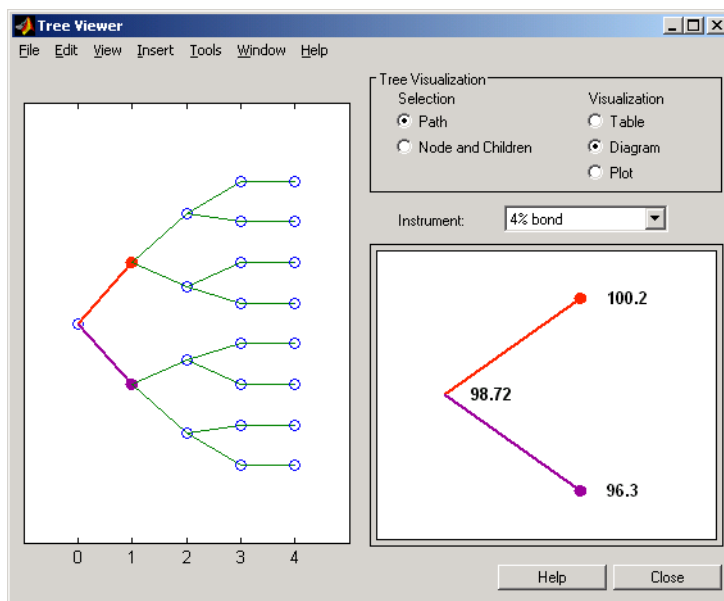 Tree Viewer
File Edit View Insert Tools Window Help
Tree Visualization
Selection
Visualization
Path
Table
Node and Children
Diagram
Plot
Instrument:
4% bond
100.2
98.72
96.3
0 1 2 3 4
Help
Close